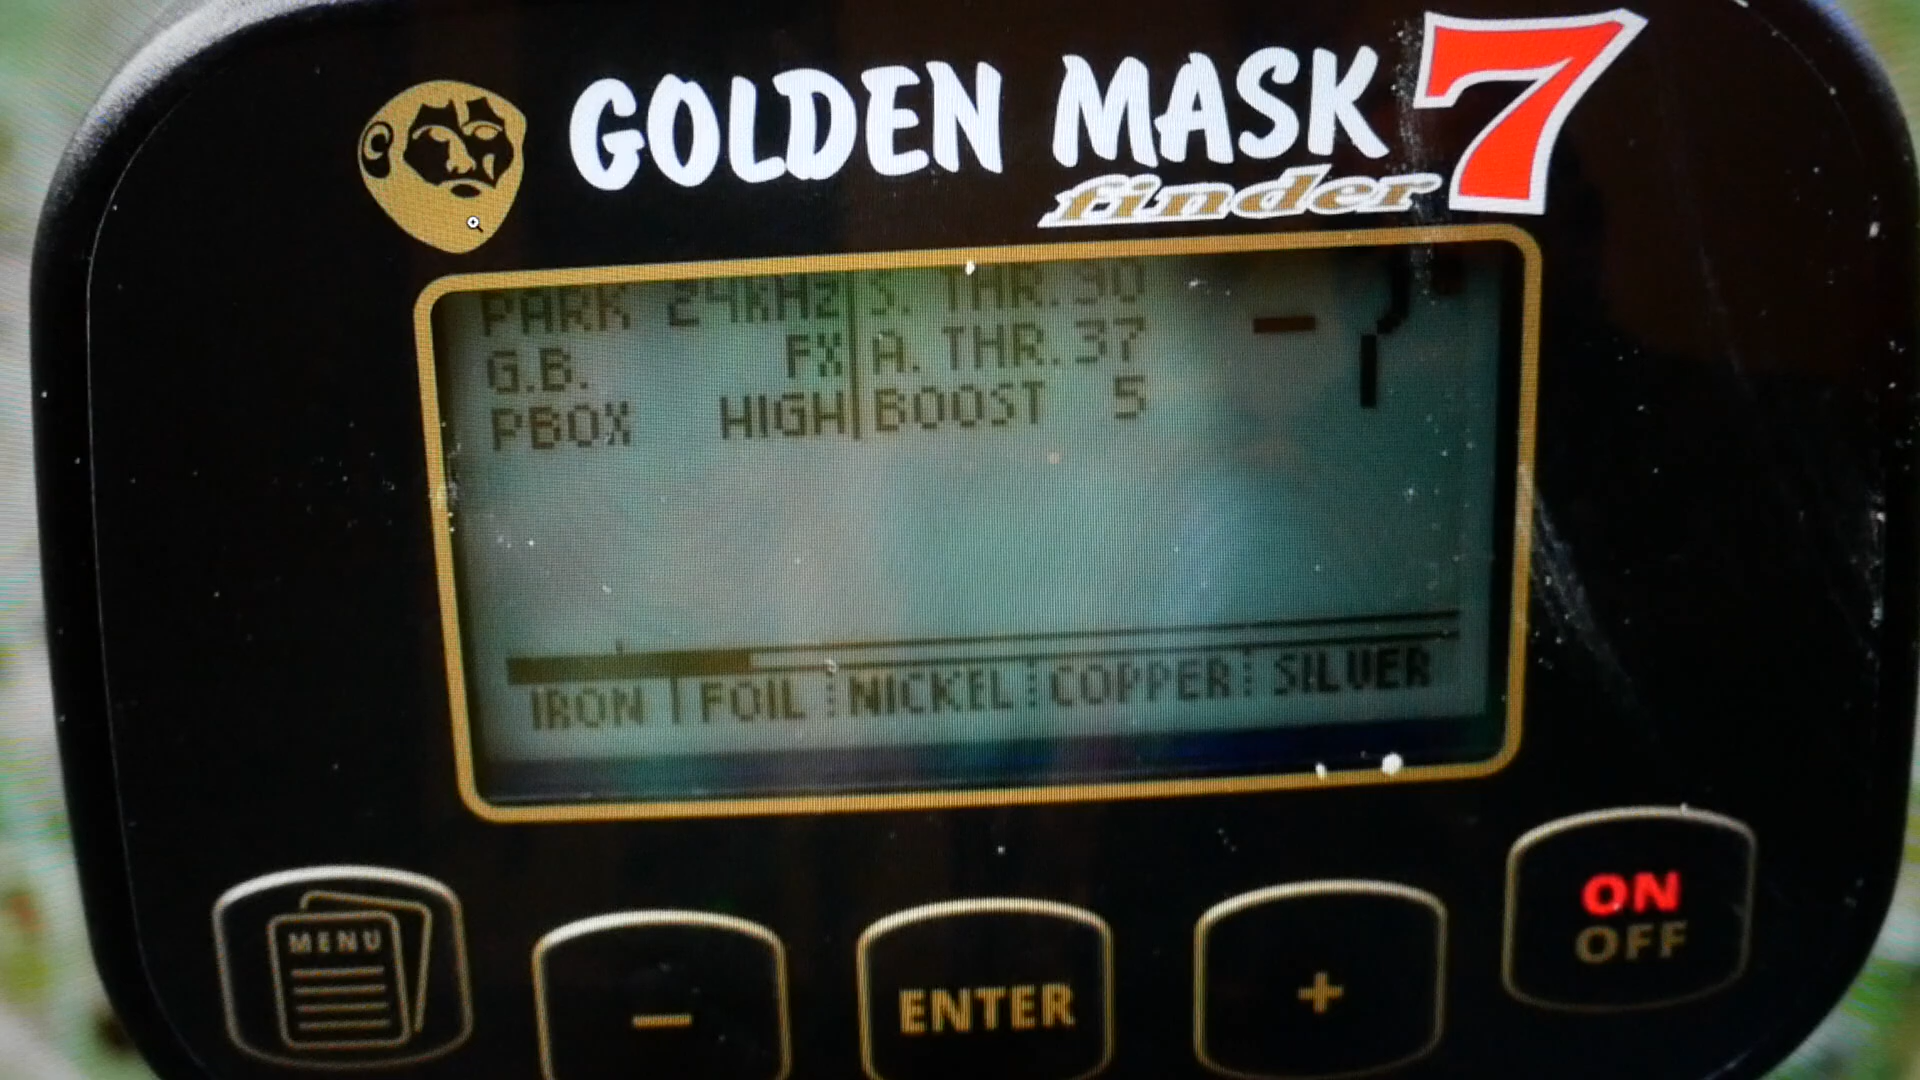 GOLDEN MASK 7
finder
PARK 24kHz S. THR. 90
G.B. FX A. THR. 37
PBOX HIGH BOOST 5
IRON FOIL NICKEL COPPER SILVER
MENU
− ENTER +
ON
OFF